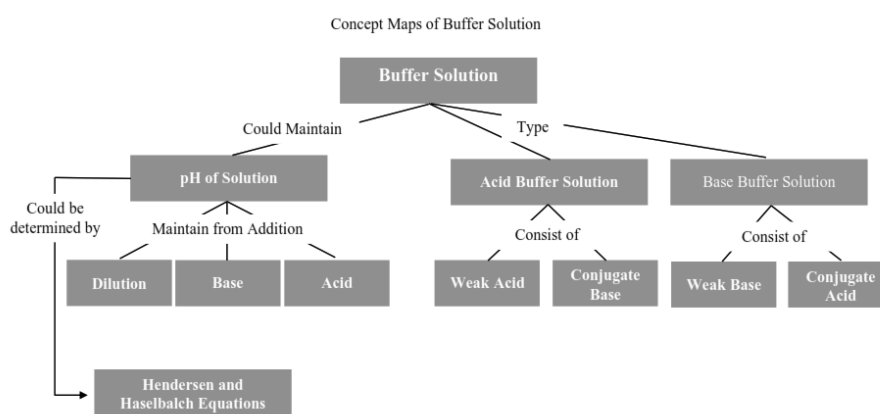 Concept Maps of Buffer Solution
Buffer Solution
Could Maintain
Type
pH of Solution
Acid Buffer Solution
Base Buffer Solution
Could be
determined by
Maintain from Addition
Consist of
Consist of
Dilution
Base
Acid
Weak Acid
Conjugate
Base
Weak Base
Conjugate
Acid
Hendersen and
Haselbalch Equations